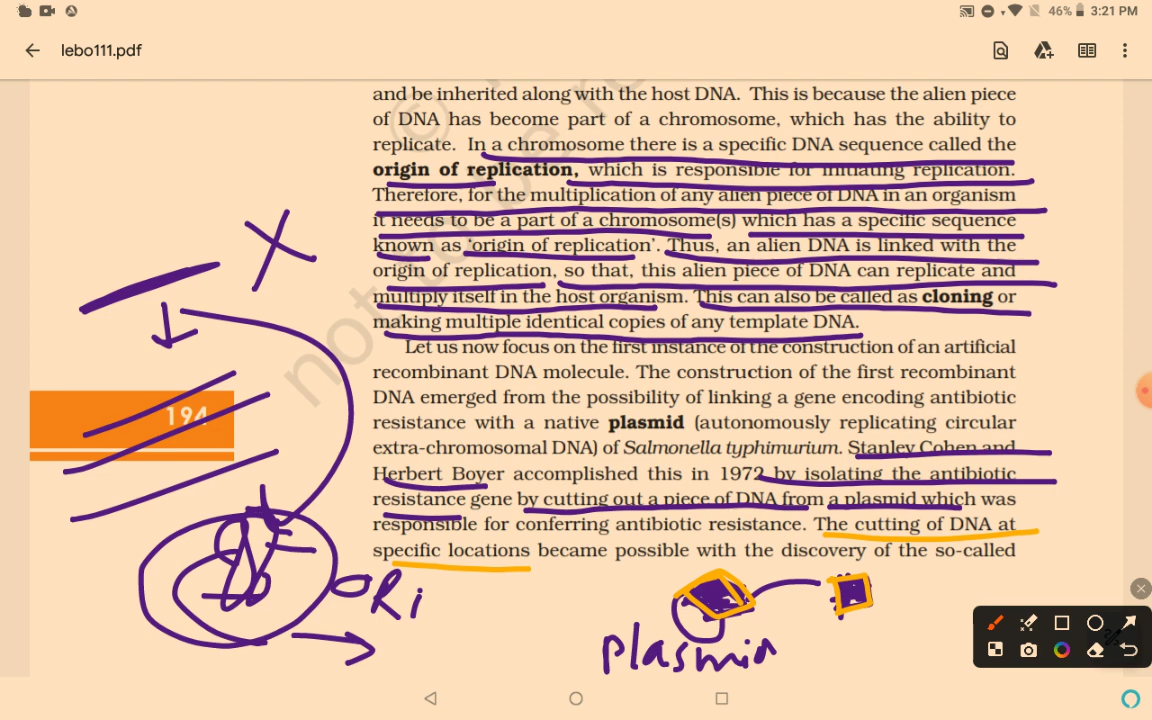 46% 3:21 PM
lebo111.pdf
and be inherited along with the host DNA. This is because the alien piece
of DNA has become part of a chromosome, which has the ability to
replicate. In a chromosome there is a specific DNA sequence called the
origin of replication, which is responsible for initiating replication.
Therefore, for the multiplication of any alien piece of DNA in an organism
it needs to be a part of a chromosome(s) which has a specific sequence
known as 'origin of replication'. Thus, an alien DNA is linked with the
origin of replication, so that, this alien piece of DNA can replicate and
multiply itself in the host organism. This can also be called as cloning or
making multiple identical copies of any template DNA.
Let us now focus on the first instance of the construction of an artificial
recombinant DNA molecule. The construction of the first recombinant
DNA emerged from the possibility of linking a gene encoding antibiotic
resistance with a native plasmid (autonomously replicating circular
extra-chromosomal DNA) of Salmonella typhimurium. Stanley Cohen and
Herbert Boyer accomplished this in 1972 by isolating the antibiotic
resistance gene by cutting out a piece of DNA from a plasmid which was
responsible for conferring antibiotic resistance. The cutting of DNA at
specific locations became possible with the discovery of the so-called
194
© not to be re
ORi
plasmid